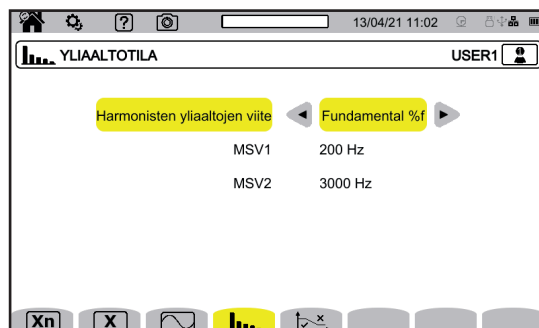 ? 13/04/21 11:02
YLIAALTOTILA USER1
Harmonisten yliaaltojen viite Fundamental %f
MSV1 200 Hz
MSV2 3000 Hz
Xn X